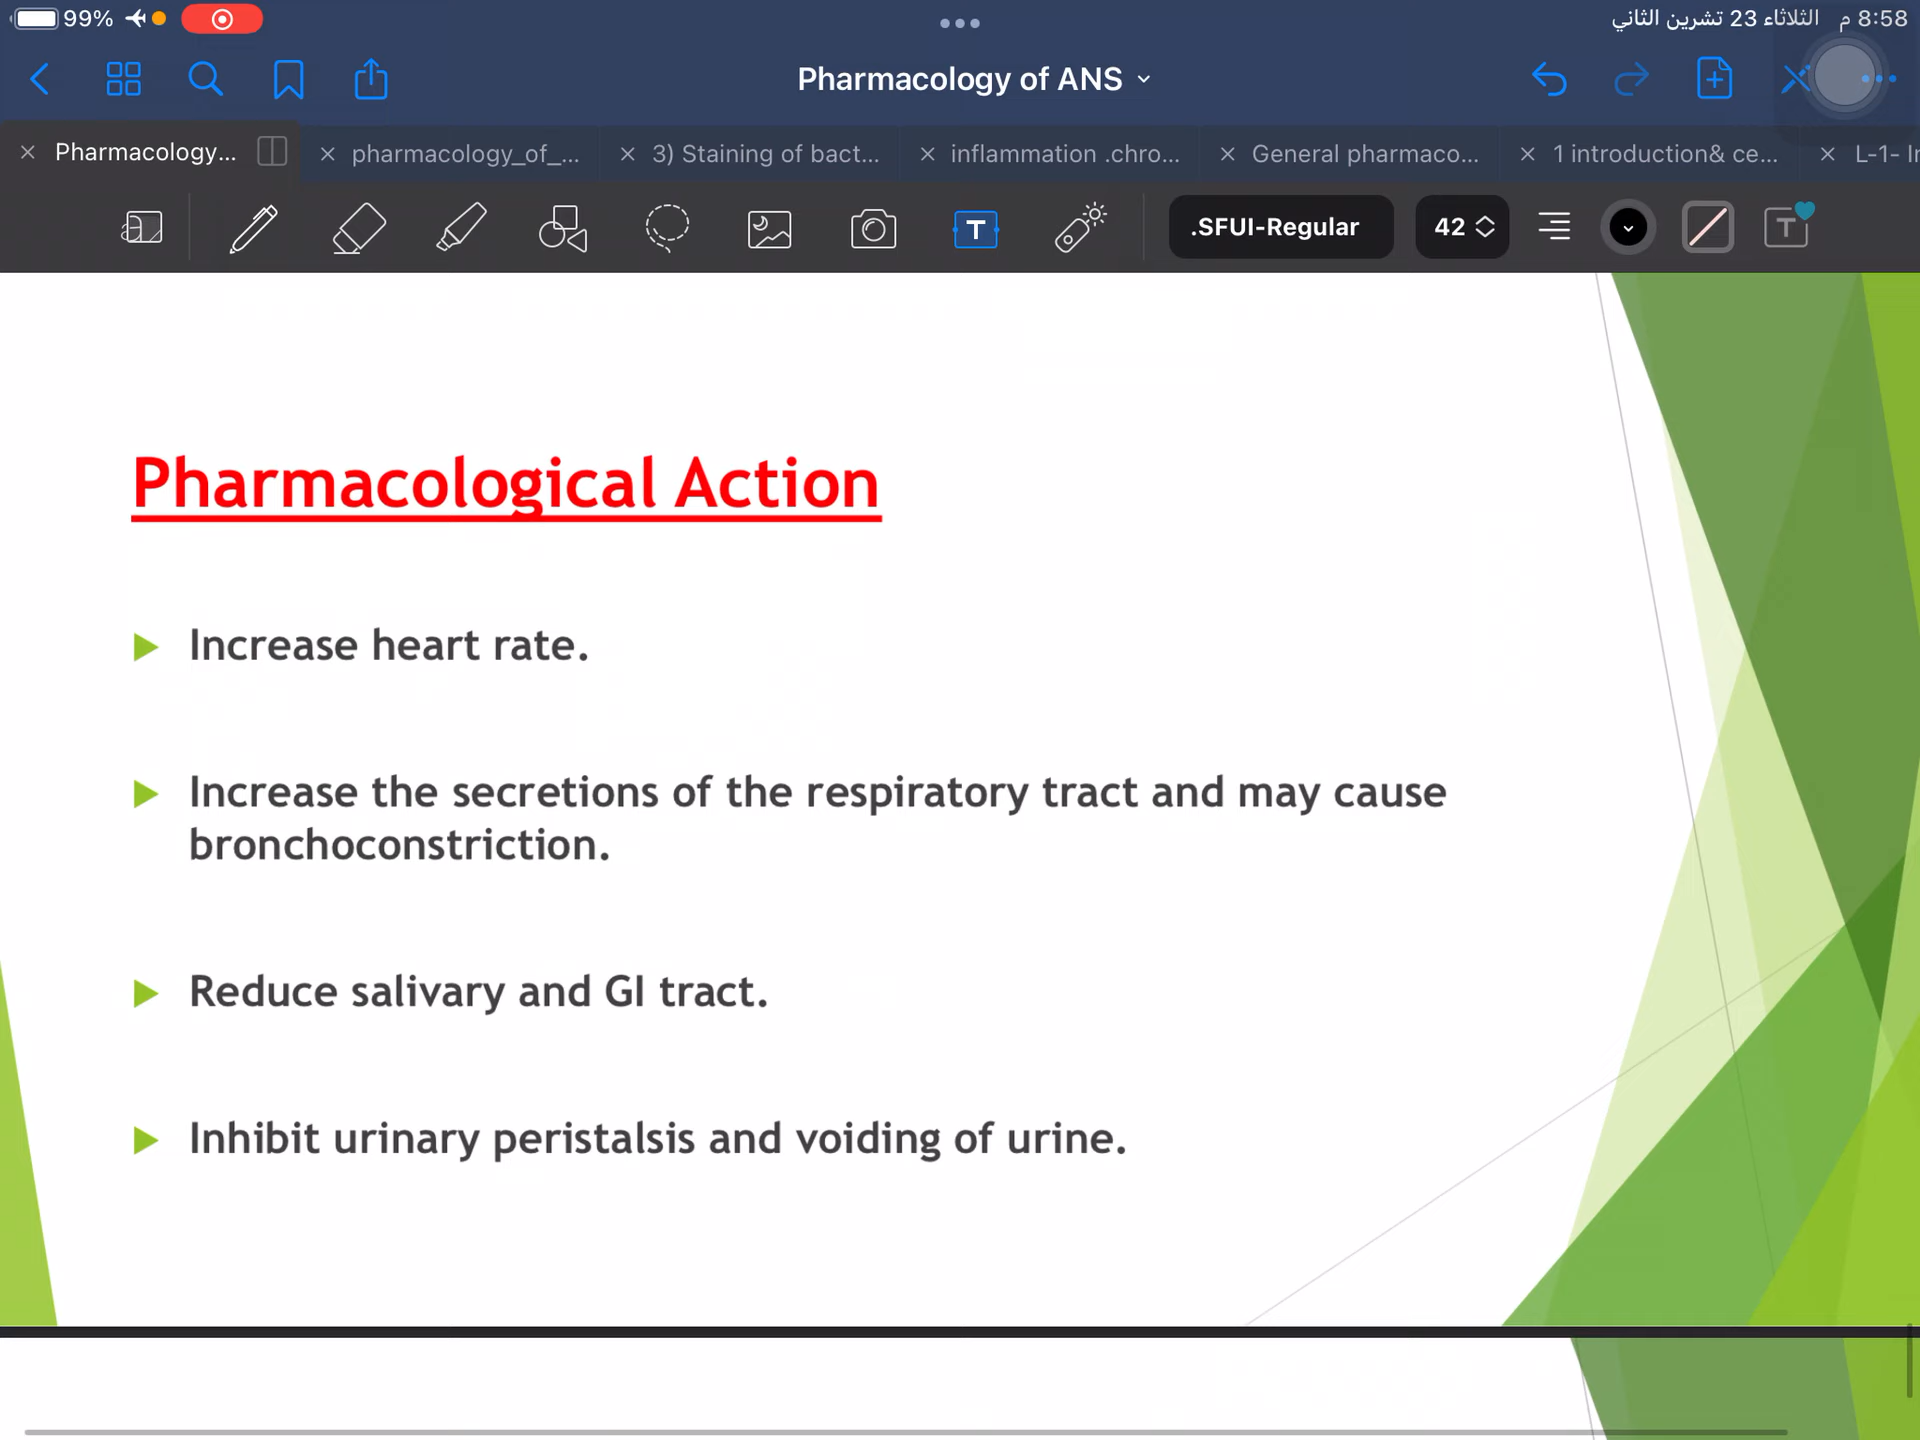 99%
8:58 م الثلاثاء 23 تشرين الثاني
Pharmacology of ANS
Pharmacology...
pharmacology_of_...
3) Staining of bact...
inflammation .chro...
General pharmaco...
1 introduction& ce...
L-1- Ir
.SFUI-Regular
42
Pharmacological Action
Increase heart rate.
Increase the secretions of the respiratory tract and may cause
bronchoconstriction.
Reduce salivary and GI tract.
Inhibit urinary peristalsis and voiding of urine.